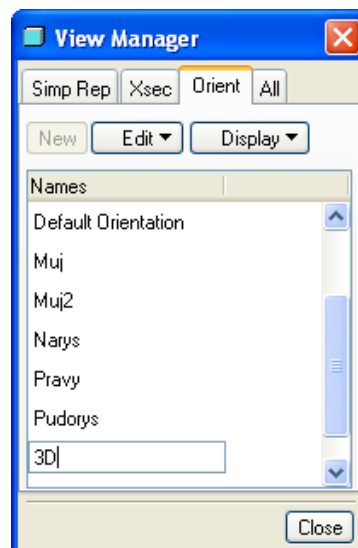 View Manager
Simp Rep Xsec Orient All
New Edit Display
Names
Default Orientation
Muj
Muj2
Narys
Pravy
Pudorys
3D
Close